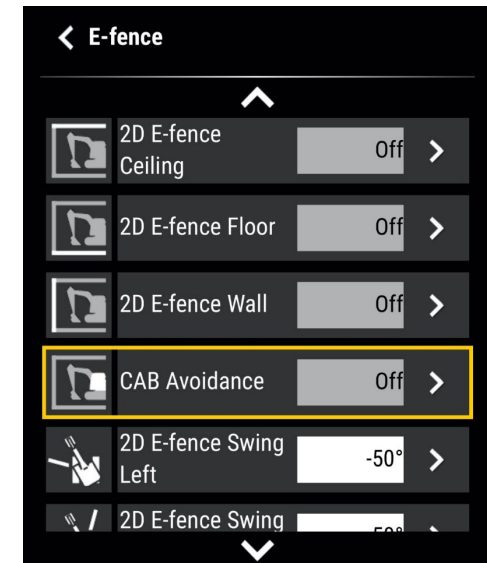 E-fence
2D E-fence
Ceiling
Off
2D E-fence Floor
Off
2D E-fence Wall
Off
CAB Avoidance
Off
2D E-fence Swing
Left
-50°
2D E-fence Swing